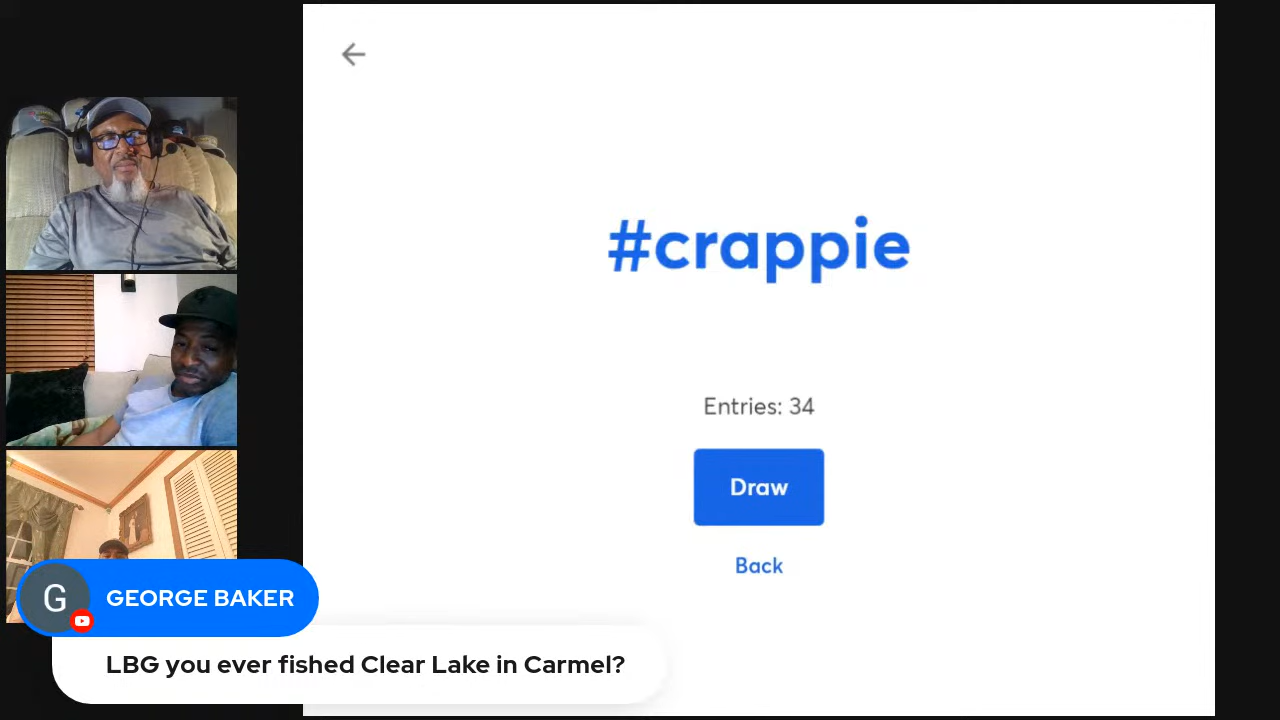 #crappie
Entries: 34
Draw
Back
G
GEORGE BAKER
LBG you ever fished Clear Lake in Carmel?